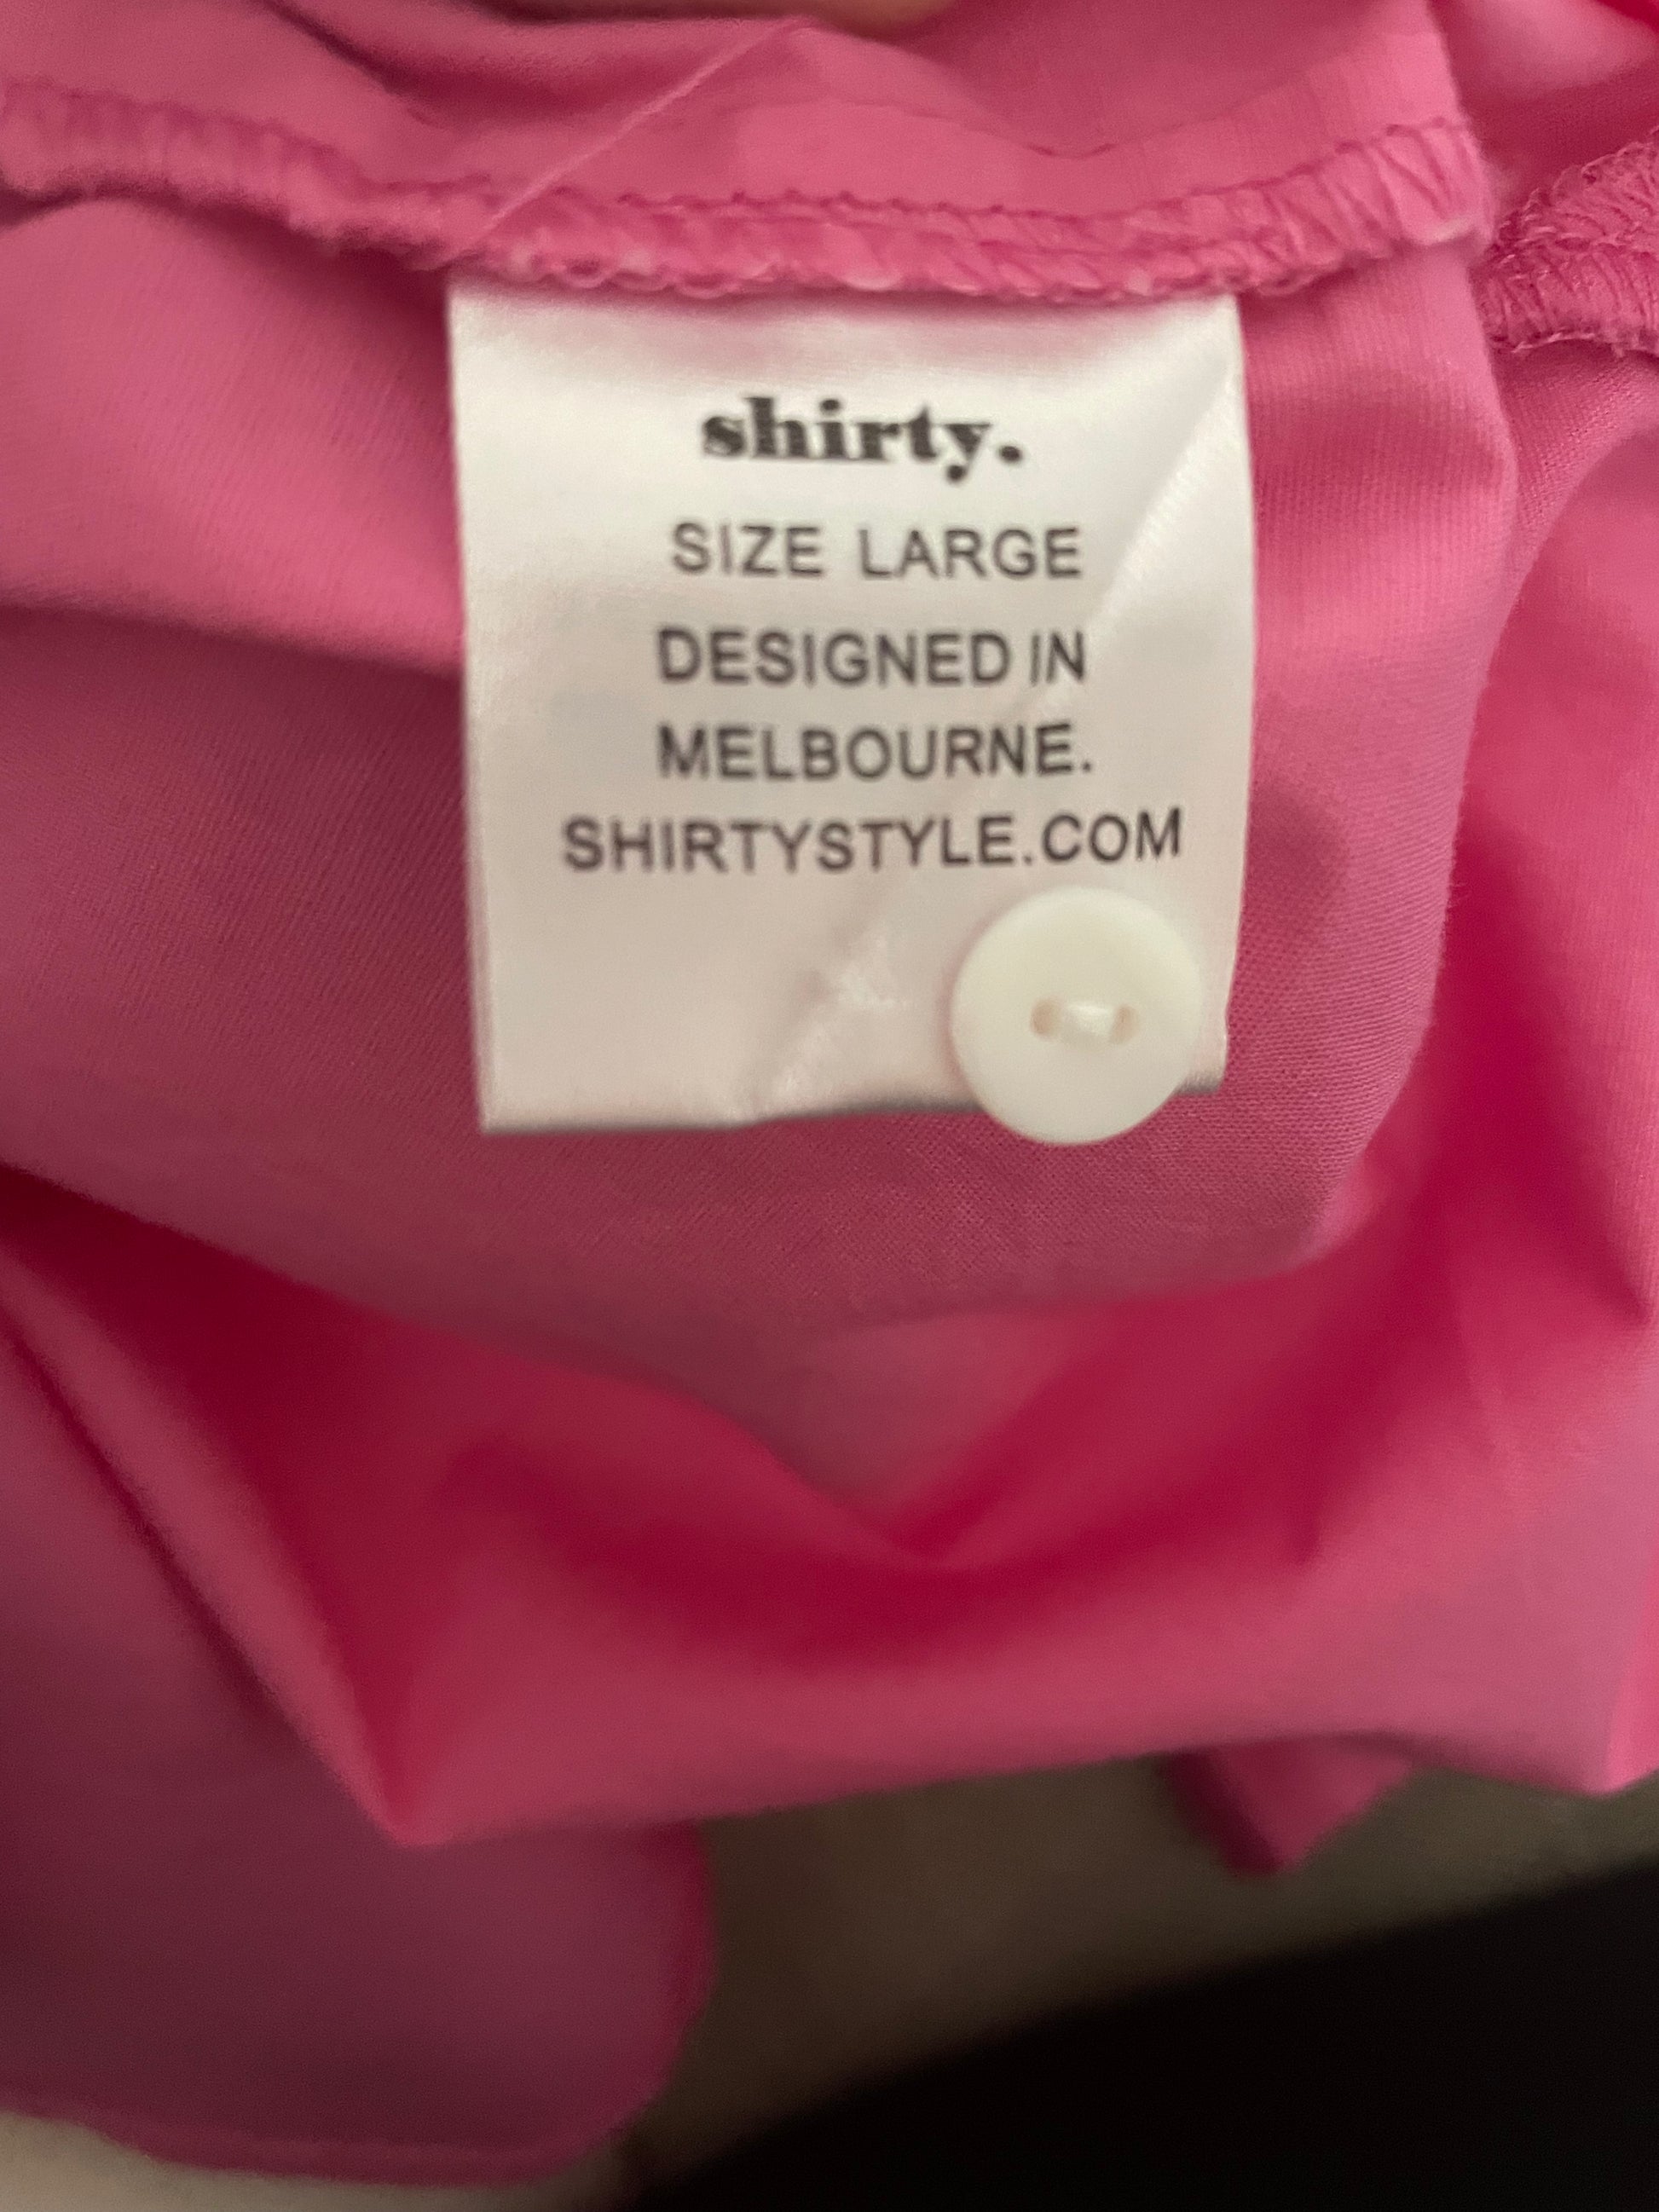 shirty.
SIZE LARGE
DESIGNED IN
MELBOURNE.
SHIRTYSTYLE.COM